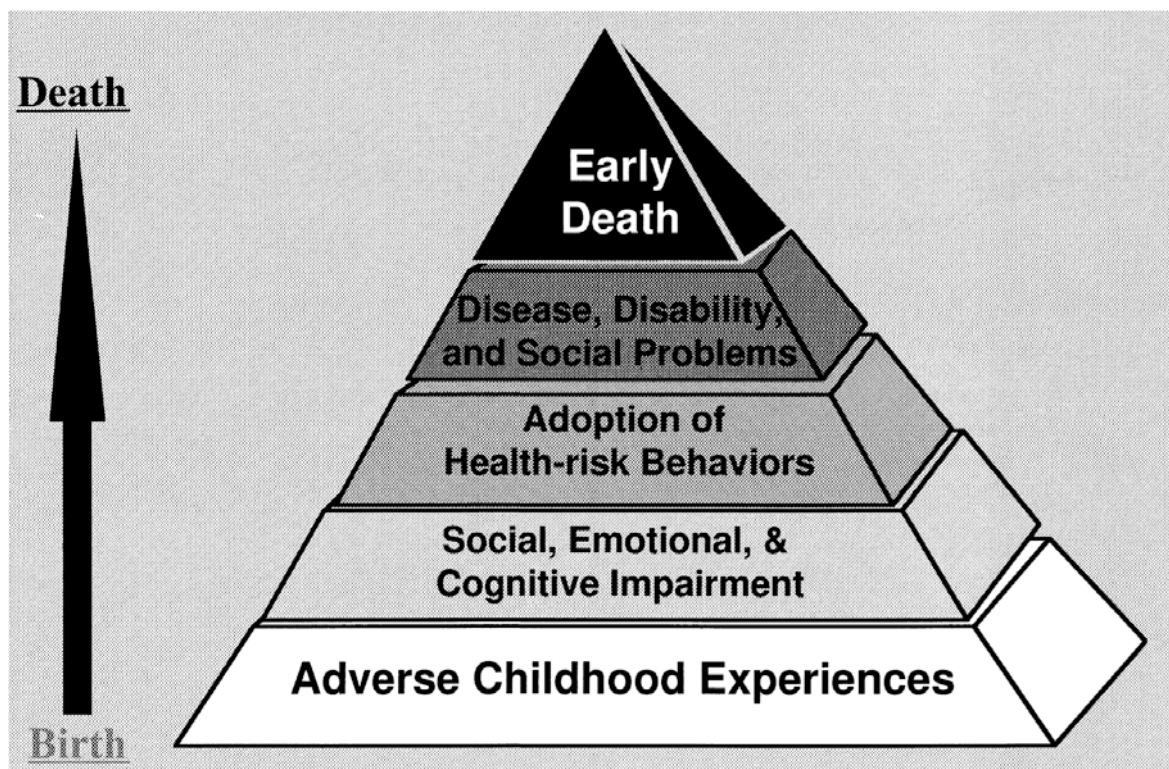 Death
Early
Death
Disease, Disability,
and Social Problems
Adoption of
Health-risk Behaviors
Social, Emotional, &
Cognitive Impairment
Adverse Childhood Experiences
Birth